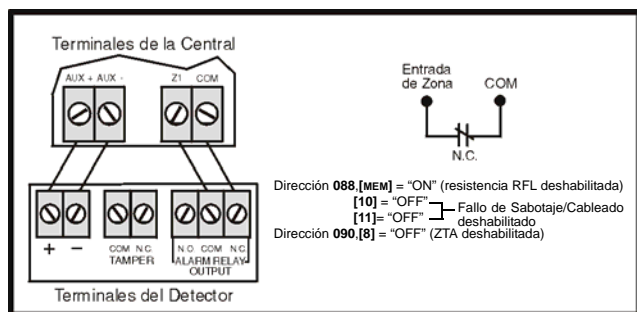 Terminales de la Central
AUX + AUX -
Z1 COM
Entrada
de Zona
COM
N.C.
+ -
COM N.C.
TAMPER
N.O. COM N.C.
ALARM RELAY
OUTPUT
Terminales del Detector
Dirección 088,[MEM] = “ON” (resistencia RFL deshabilitada)
[10] = “OFF”
[11]= “OFF”
Fallo de Sabotaje/Cableado
deshabilitado
Dirección 090,[8] = “OFF” (ZTA deshabilitada)